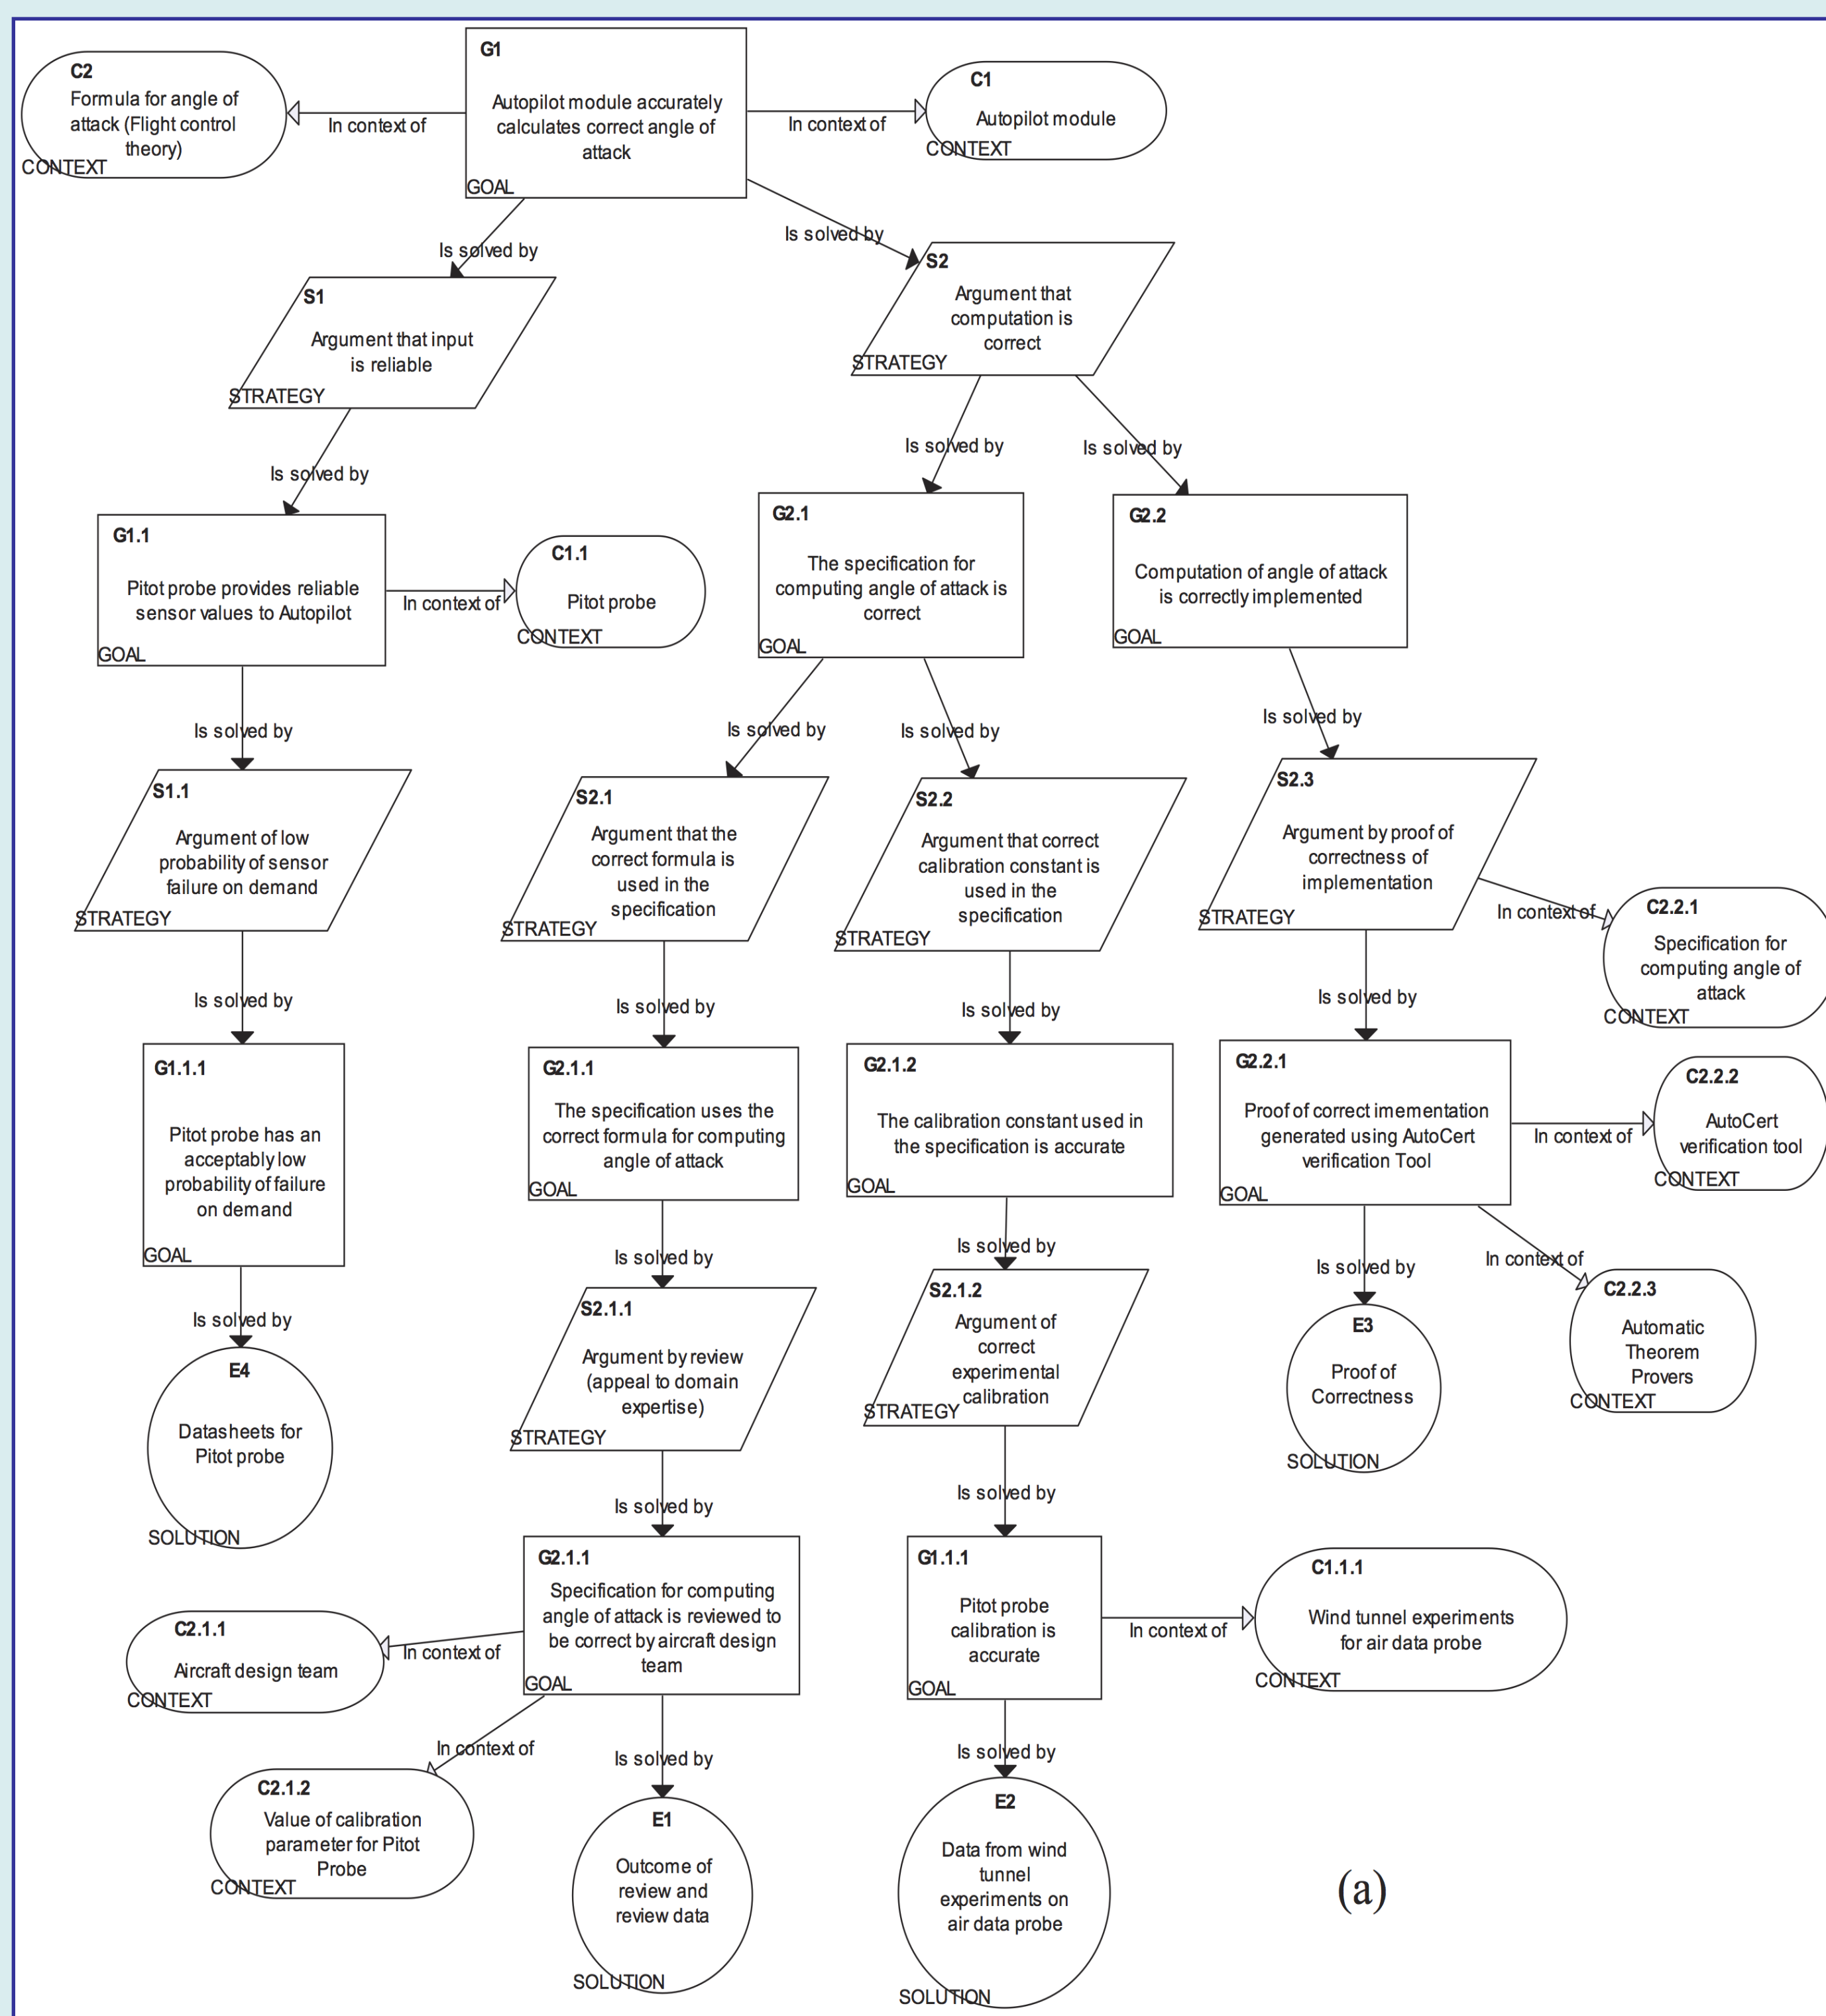 G1
Autopilot module accurately
calculates correct angle of
attack
GOAL
C2
Formula for angle of
attack (Flight control
theory)
CONTEXT
In context of
C1
Autopilot module
CONTEXT
In context of
Is solved by
Is solved by
S1
Argument that input
is reliable
STRATEGY
S2
Argument that
computation is
correct
STRATEGY
Is solved by
Is solved by
Is solved by
G1.1
Pitot probe provides reliable
sensor values to Autopilot
GOAL
In context of
C1.1
Pitot probe
CONTEXT
G2.1
The specification for
computing angle of attack is
correct
GOAL
G2.2
Computation of angle of attack
is correctly implemented
GOAL
Is solved by
Is solved by
Is solved by
Is solved by
S1.1
Argument of low
probability of sensor
failure on demand
STRATEGY
S2.1
Argument that the
correct formula is
used in the
specification
STRATEGY
S2.2
Argument that correct
calibration constant is
used in the
specification
STRATEGY
S2.3
Argument by proof of
correctness of
implementation
STRATEGY
In context of
C2.2.1
Specification for
computing angle of
attack
CONTEXT
Is solved by
Is solved by
Is solved by
Is solved by
G1.1.1
Pitot probe has an
acceptably low
probability of failure
on demand
GOAL
G2.1.1
The specification uses the
correct formula for computing
angle of attack
GOAL
G2.1.2
The calibration constant used in
the specification is accurate
GOAL
G2.2.1
Proof of correct imementation
generated using AutoCert
verification Tool
GOAL
In context of
C2.2.2
AutoCert
verification tool
CONTEXT
Is solved by
Is solved by
Is solved by
Is solved by
In context of
E4
Datasheets for
Pitot probe
SOLUTION
S2.1.1
Argument by review
(appeal to domain
expertise)
STRATEGY
S2.1.2
Argument of
correct
experimental
calibration
STRATEGY
E3
Proof of
Correctness
SOLUTION
C2.2.3
Automatic
Theorem
Provers
CONTEXT
Is solved by
Is solved by
G2.1.1
Specification for computing
angle of attack is reviewed to
be correct by aircraft design
team
GOAL
In context of
C2.1.1
Aircraft design team
CONTEXT
G1.1.1
Pitot probe
calibration is
accurate
GOAL
In context of
C1.1.1
Wind tunnel experiments
for air data probe
CONTEXT
In context of
Is solved by
Is solved by
C2.1.2
Value of calibration
parameter for Pitot
Probe
CONTEXT
E1
Outcome of
review and
review data
SOLUTION
E2
Data from wind
tunnel
experiments on
air data probe
SOLUTION
(a)